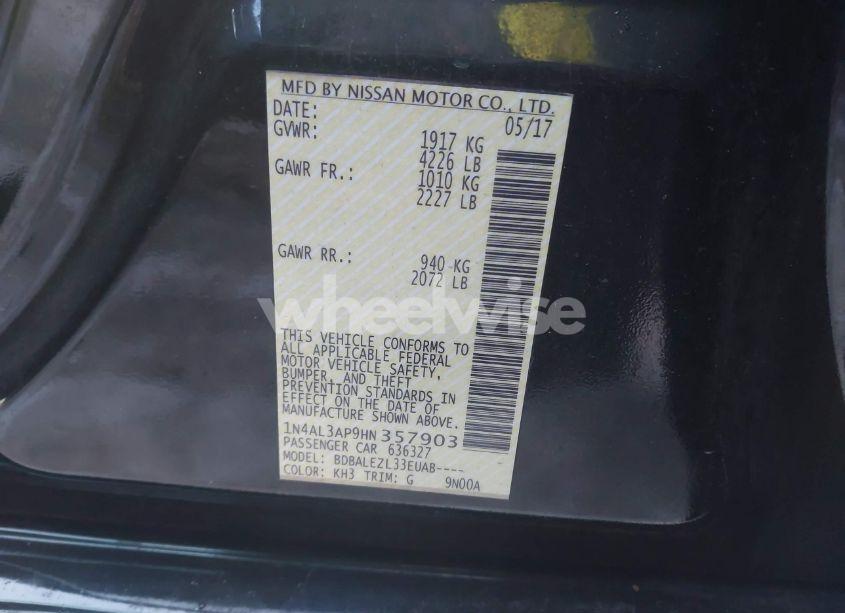 MFD BY NISSAN MOTOR CO., LTD.
DATE: 05/17
GVWR: 1917 KG
4226 LB
GAWR FR.: 1010 KG
2227 LB
GAWR RR.: 940 KG
2072 LB
wheelwise
THIS VEHICLE CONFORMS TO
ALL APPLICABLE FEDERAL
MOTOR VEHICLE SAFETY,
BUMPER, AND THEFT
PREVENTION STANDARDS IN
EFFECT ON THE DATE OF
MANUFACTURE SHOWN ABOVE.
1N4AL3AP9HN357903
PASSENGER CAR 636327
MODEL: BDBALEZL33EUAB----
COLOR: KH3 TRIM: G 9N00A